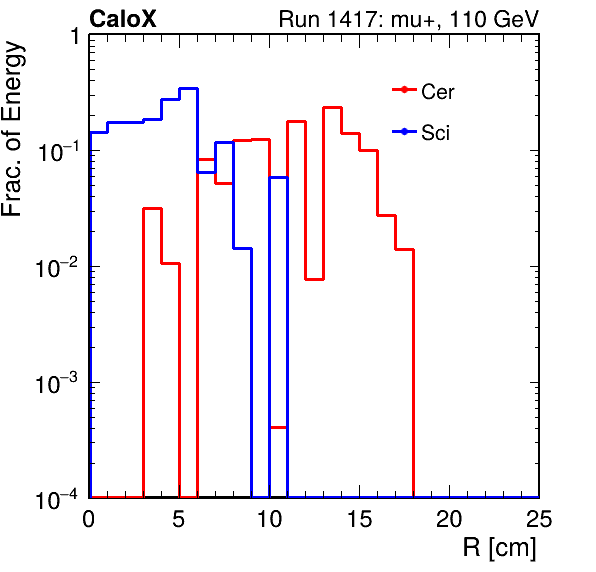 CaloX Run 1417: mu+, 110 GeV
Frac. of Energy
1
10⁻¹
10⁻²
10⁻³
10⁻⁴
Cer
Sci
0 5 10 15 20 25
R [cm]